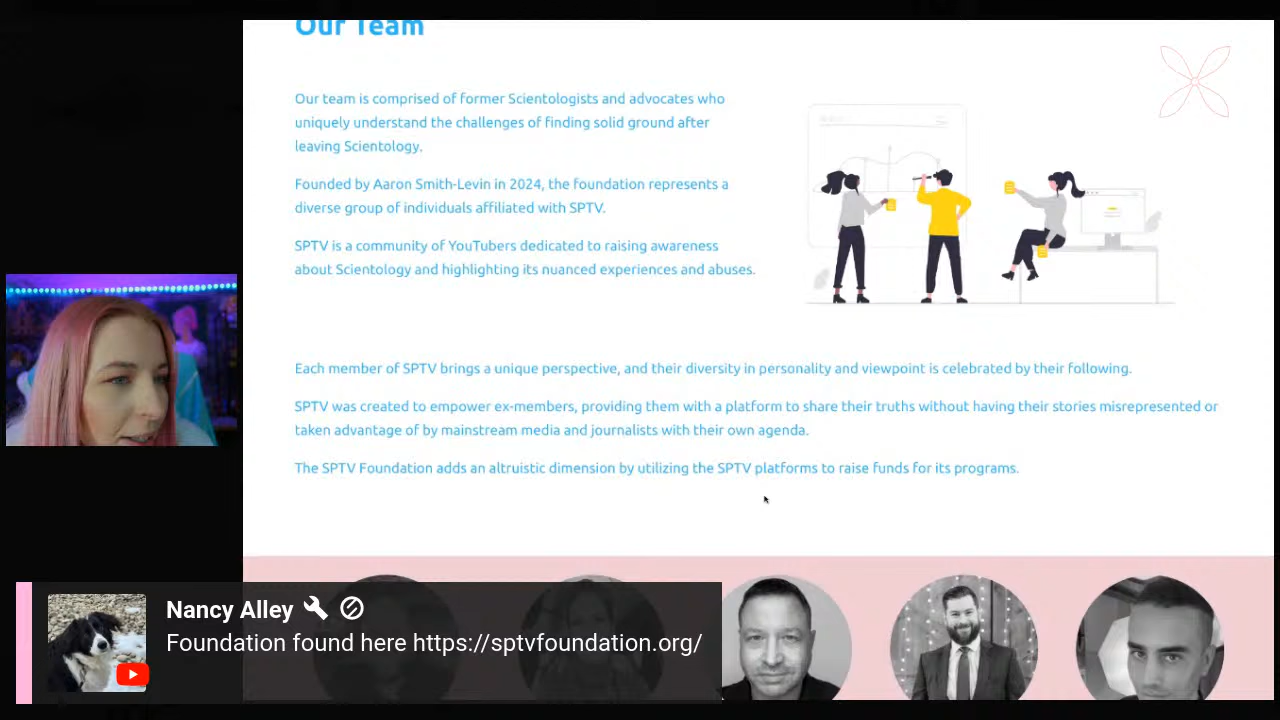 Our Team
Our team is comprised of former Scientologists and advocates who
uniquely understand the challenges of finding solid ground after
leaving Scientology.
Founded by Aaron Smith-Levin in 2024, the foundation represents a
diverse group of individuals affiliated with SPTV.
SPTV is a community of YouTubers dedicated to raising awareness
about Scientology and highlighting its nuanced experiences and abuses.
Each member of SPTV brings a unique perspective, and their diversity in personality and viewpoint is celebrated by their following.
SPTV was created to empower ex-members, providing them with a platform to share their truths without having their stories misrepresented or
taken advantage of by mainstream media and journalists with their own agenda.
The SPTV Foundation adds an altruistic dimension by utilizing the SPTV platforms to raise funds for its programs.
Nancy Alley
Foundation found here https://sptvfoundation.org/